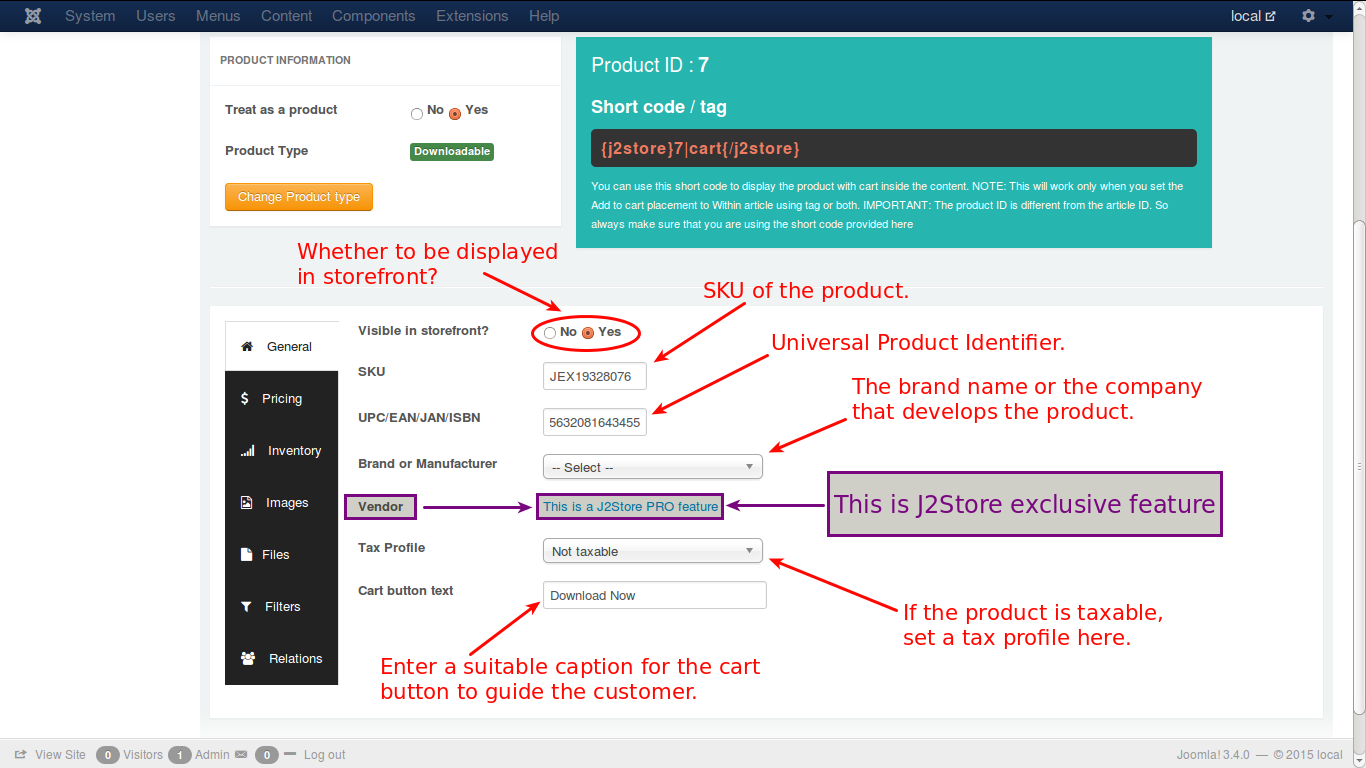 System Users Menus Content Components Extensions Help local
PRODUCT INFORMATION
Treat as a product No Yes
Product Type Downloadable
Change Product type
Product ID : 7
Short code / tag
{j2store}7|cart{/j2store}
You can use this short code to display the product with cart inside the content. NOTE: This will work only when you set the
Add to cart placement to Within article using tag or both. IMPORTANT: The product ID is different from the article ID. So
always make sure that you are using the short code provided here
Whether to be displayed
in storefront?
SKU of the product.
Universal Product Identifier.
The brand name or the company
that develops the product.
General
Pricing
Inventory
Images
Files
Filters
Relations
Visible in storefront? No Yes
SKU JEX19328076
UPC/EAN/JAN/ISBN 5632081643455
Brand or Manufacturer -- Select --
Vendor This is a J2Store PRO feature
This is J2Store exclusive feature
Tax Profile Not taxable
Cart button text Download Now
If the product is taxable,
set a tax profile here.
Enter a suitable caption for the cart
button to guide the customer.
View Site 0 Visitors 1 Admin 0 Log out Joomla! 3.4.0 — © 2015 local